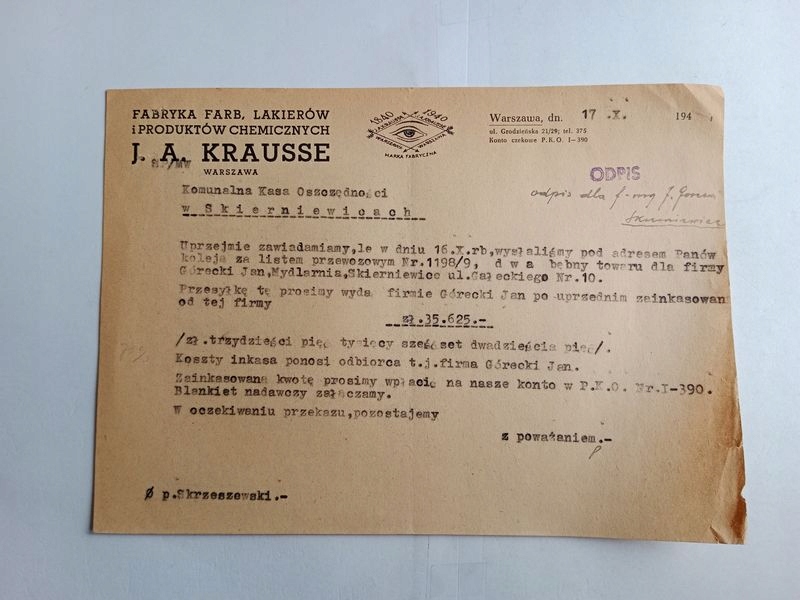 FABRYKA FARB, LAKIERÓW
i PRODUKTÓW CHEMICZNYCH
J. A. KRAUSSE
WARSZAWA
1840 1940
MARKA FABRYCZNA
Warszawa, dn. 17 .X. 194
ul. Grodzieńska 21/29; tel. 375
Konto czekowe P. K. O. I—390
ODPIS
odpis dla f-my J.
Skierniewice
Komunalna Kasa Oszczędności
w Skierniewicach
Uprzejmie zawiadamiamy,że w dniu 16.X.rb,wysłaliśmy pod adresem Panów
koleją za listem przewozowym Nr.1198/9, d w a bębny towaru dla firmy
Górecki Jan,Mydlarnia,Skierniewice ul.Gałeckiego Nr.10.
Przesyłkę tę prosimy wydać firmie Górecki Jan po uprzednim zainkasowan
od tej firmy
zł.35.625.-
/zł.trzydzieści pięć tysięcy sześćset dwadzieścia pięć/.
Koszty inkasa ponosi odbiorca t.j.firma Górecki Jan.
Zainkasowaną kwotę prosimy wpłacić na nasze konto w P.K.O. Nr.I-390.
Blankiet nadawczy załączamy.
W oczekiwaniu przekazu,pozostajemy
z poważaniem.-
Ø p.Skrzeszewski.-